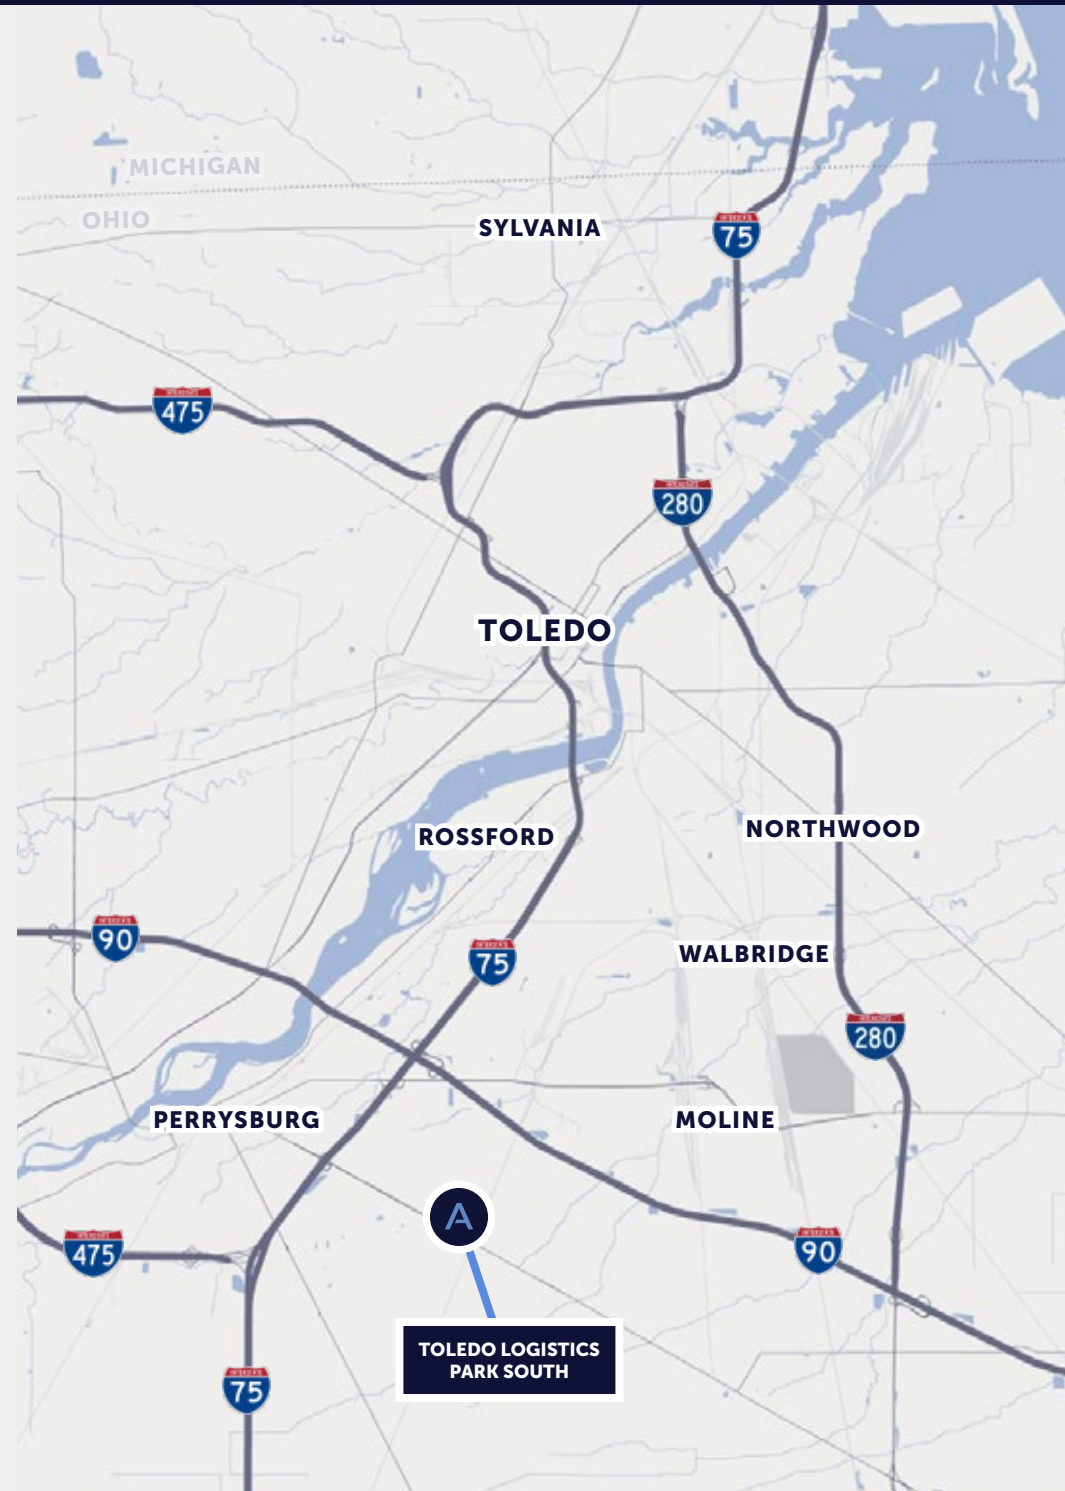 MICHIGAN
OHIO
SYLVANIA
75
475
280
TOLEDO
ROSSFORD
NORTHWOOD
90
75
WALBRIDGE
280
PERRYSBURG
MOLINE
A
475
90
TOLEDO LOGISTICS
PARK SOUTH
75